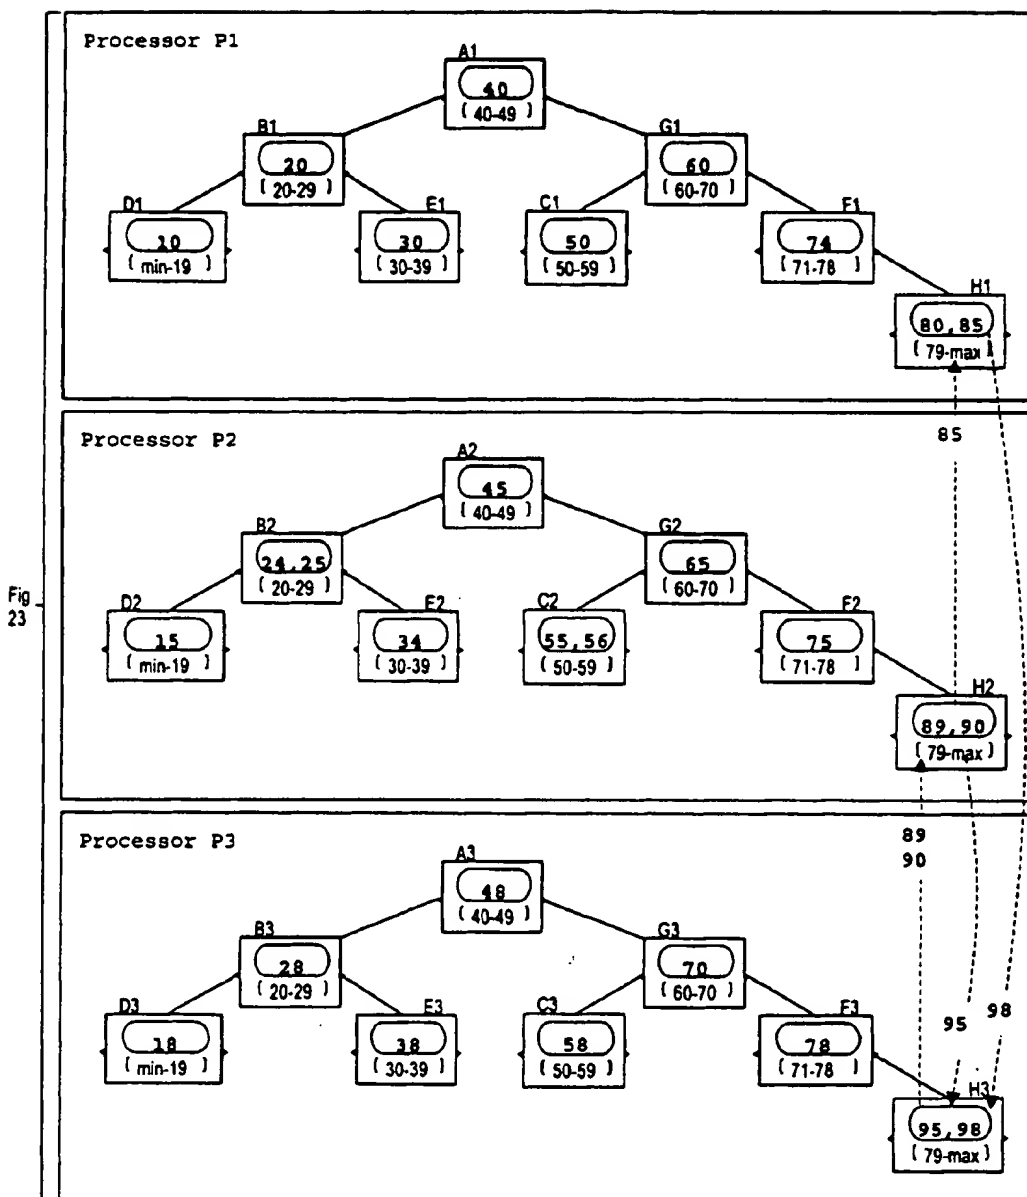 Processor P1
A1
40
( 40-49 )
B1
20
( 20-29 )
G1
60
( 60-70 )
D1
10
( min-19 )
E1
30
( 30-39 )
C1
50
( 50-59 )
F1
74
( 71-78 )
H1
80,85
( 79-max )
85
Processor P2
A2
45
( 40-49 )
B2
24,25
( 20-29 )
G2
65
( 60-70 )
Fig
23
D2
15
( min-19 )
E2
34
( 30-39 )
C2
55,56
( 50-59 )
F2
75
( 71-78 )
H2
89,90
( 79-max )
89
90
Processor P3
A3
48
( 40-49 )
B3
28
( 20-29 )
G3
70
( 60-70 )
D3
18
( min-19 )
E3
38
( 30-39 )
C3
58
( 50-59 )
F3
78
( 71-78 )
95
98
H3
95,98
( 79-max )